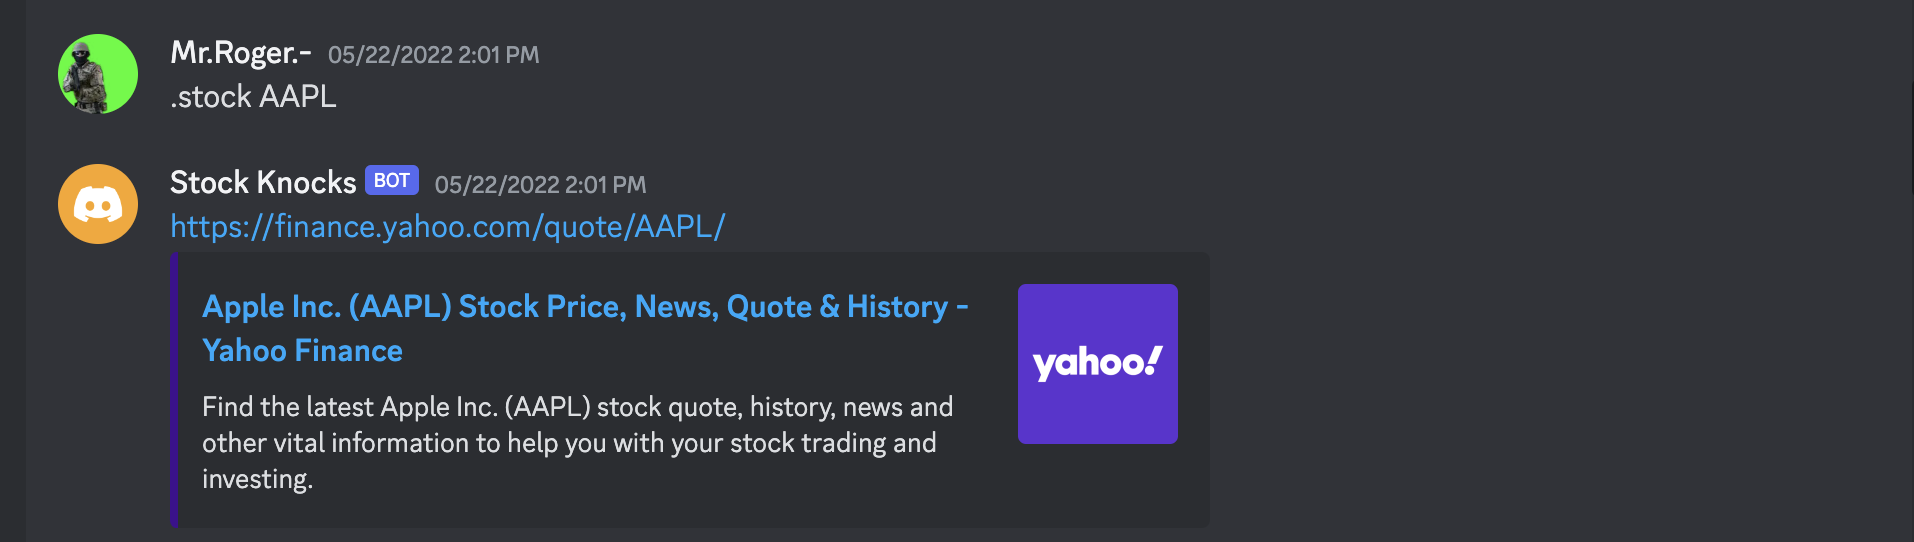 Mr.Roger.- 05/22/2022 2:01 PM
.stock AAPL
Stock Knocks BOT 05/22/2022 2:01 PM
https://finance.yahoo.com/quote/AAPL/
Apple Inc. (AAPL) Stock Price, News, Quote & History -
Yahoo Finance
Find the latest Apple Inc. (AAPL) stock quote, history, news and
other vital information to help you with your stock trading and
investing.
yahoo!